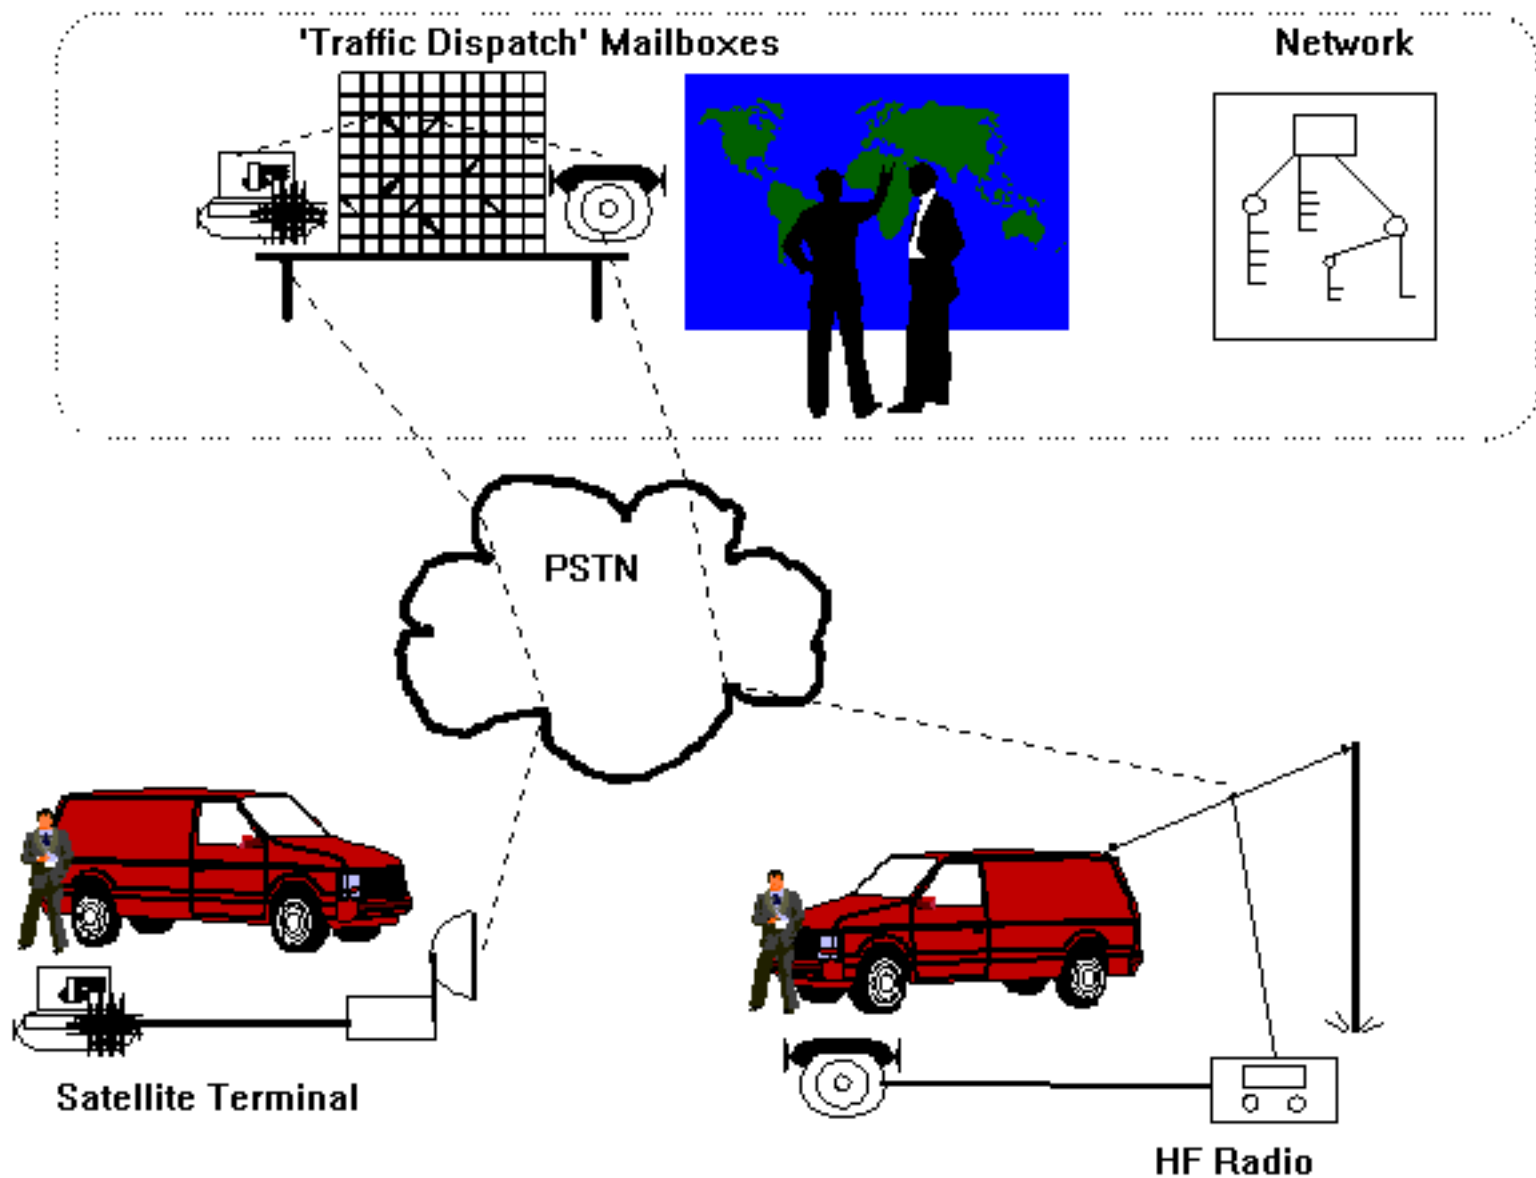 'Traffic Dispatch' Mailboxes
Network
PSTN
Satellite Terminal
HF Radio